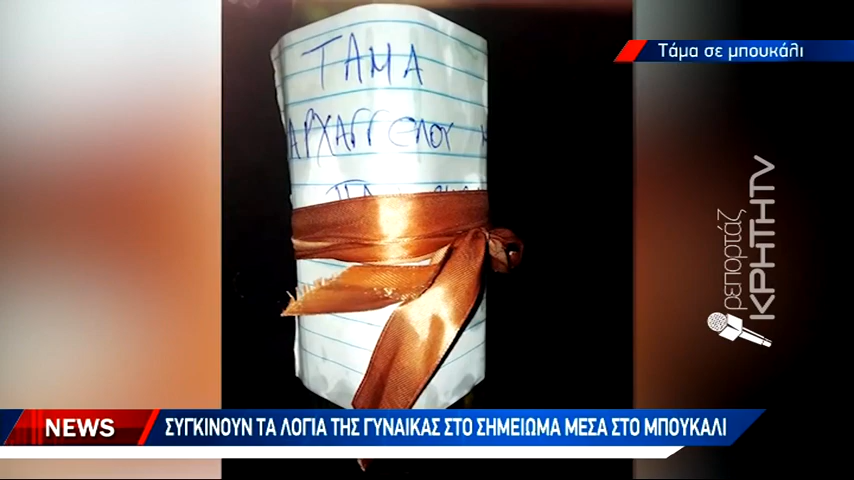 Τάμα σε μπουκάλι
ΤΑΜΑ
ΑΡΧΑΓΓΕΛΟΥ
ρεπορτάζ
ΚΡΗΤΗTV
NEWS
ΣΥΓΚΙΝΟΥΝ ΤΑ ΛΟΓΙΑ ΤΗΣ ΓΥΝΑΙΚΑΣ ΣΤΟ ΣΗΜΕΙΩΜΑ ΜΕΣΑ ΣΤΟ ΜΠΟΥΚΑΛΙ